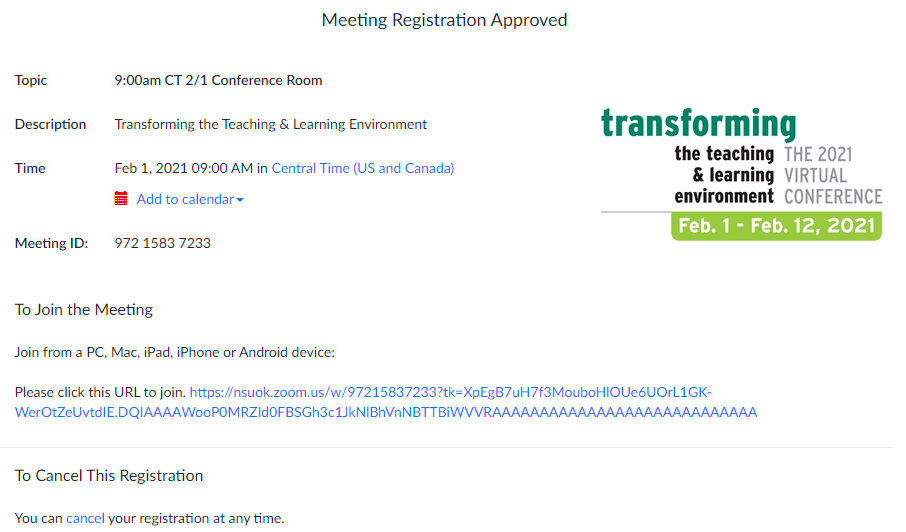 Meeting Registration Approved
Topic 9:00am CT 2/1 Conference Room
Description Transforming the Teaching & Learning Environment
Time Feb 1, 2021 09:00 AM in Central Time (US and Canada)
Add to calendar
Meeting ID: 972 1583 7233
transforming
the teaching THE 2021
& learning VIRTUAL
environment CONFERENCE
Feb. 1 - Feb. 12, 2021
To Join the Meeting
Join from a PC, Mac, iPad, iPhone or Android device:
Please click this URL to join. https://nsuok.zoom.us/w/97215837233?tk=XpEgB7uH7f3MouboHlOUe6UOrL1GK-
WerOtZeUvtdIE.DQIAAAAWooP0MRZId0FBSGh3c1JkNlBhVnNBTTBiWVVRAAAAAAAAAAAAAAAAAAAAAAAAAAAA
To Cancel This Registration
You can cancel your registration at any time.